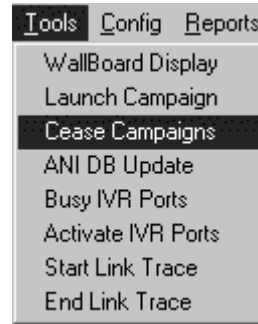 Tools Config Reports
WallBoard Display
Launch Campaign
Cease Campaigns
ANI DB Update
Busy IVR Ports
Activate IVR Ports
Start Link Trace
End Link Trace